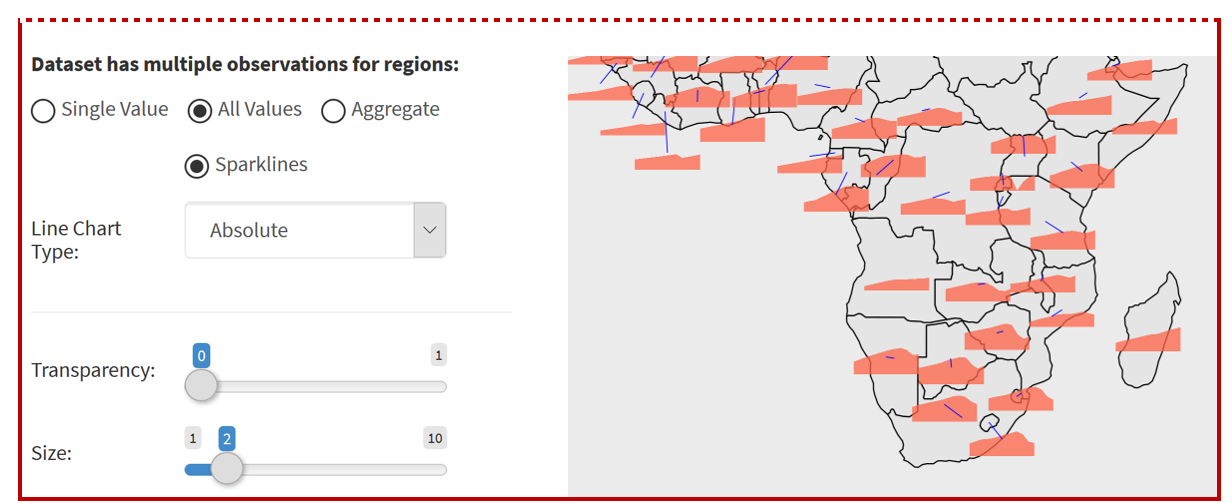 Dataset has multiple observations for regions:
Single Value All Values Aggregate
Sparklines
Line Chart
Type:
Absolute
0 1
Transparency:
1 2 10
Size: